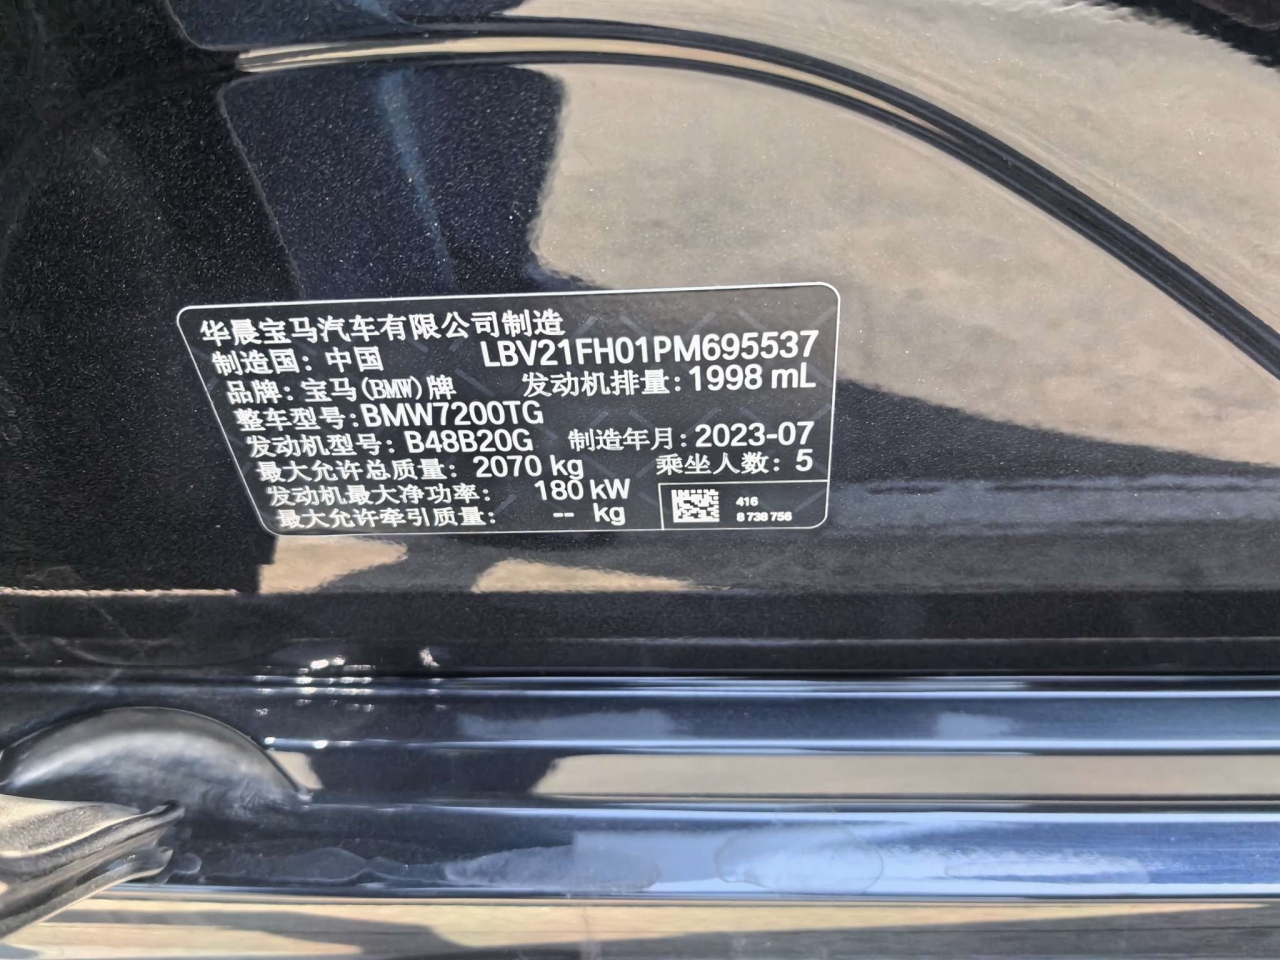 华晨宝马汽车有限公司制造
制造国：中国 LBV21FH01PM695537
品牌：宝马(BMW)牌 发动机排量：1998 mL
整车型号：BMW7200TG
发动机型号：B48B20G 制造年月：2023-07
最大允许总质量：2070 kg 乘坐人数：5
发动机最大净功率： 180 kW
最大允许牵引质量： -- kg
416
8 738 756